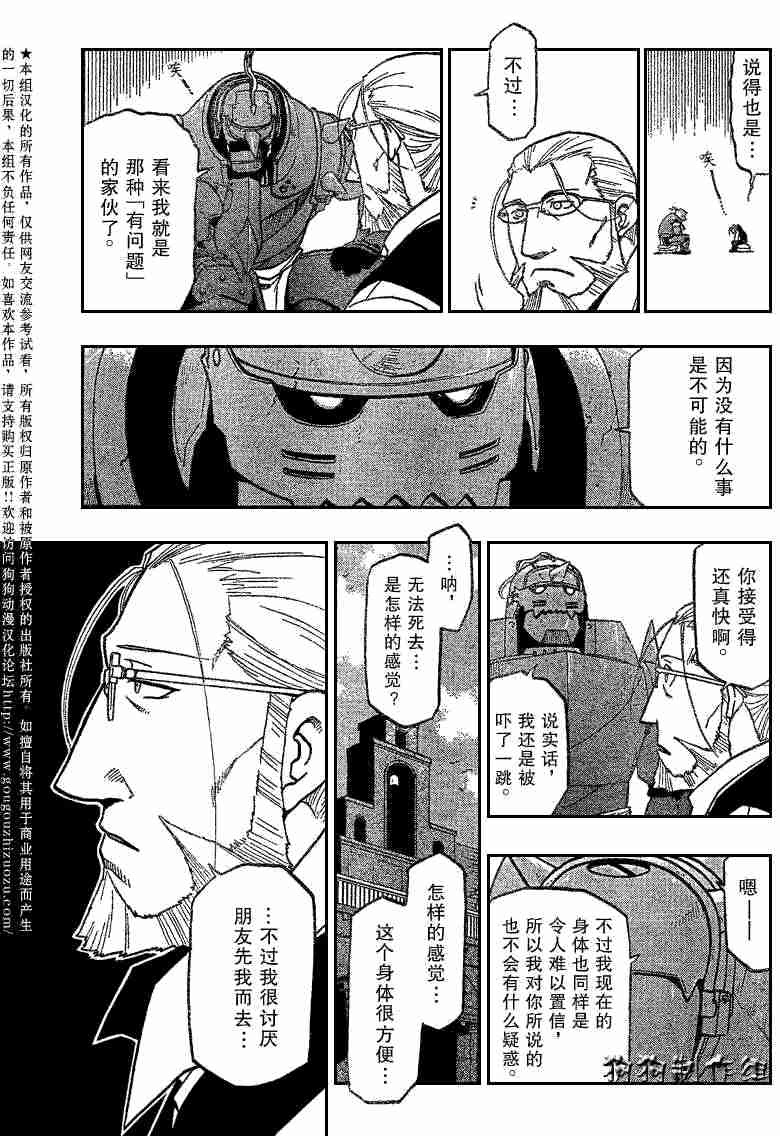 说得也是…
唉
不过…
唉
看来我就是
那种「有问题」
的家伙了。
因为没有什么事
是不可能的。
你接受得
还真快啊。
说实话，
我还是被
吓了一跳。
嗯——
不过我现在的
身体也同样是
令人难以置信，
所以我对你所说的
也不会有什么疑惑。
…呐，
无法死去…
是怎样的感觉？
怎样的感觉…
这个身体很方便…
…不过我很讨厌
朋友先我而去…
狗狗制作组
★本组汉化的所有作品，仅供网友交流参考试看，所有版权归原作者和被原作者授权的出版社所有。如擅自将其用于商业用途而产生
的一切后果，本组不负任何责任．如喜欢本作品，请支持购买正版!!欢迎访问狗狗动漫汉化论坛http://www.gougouzhizuozu.com/